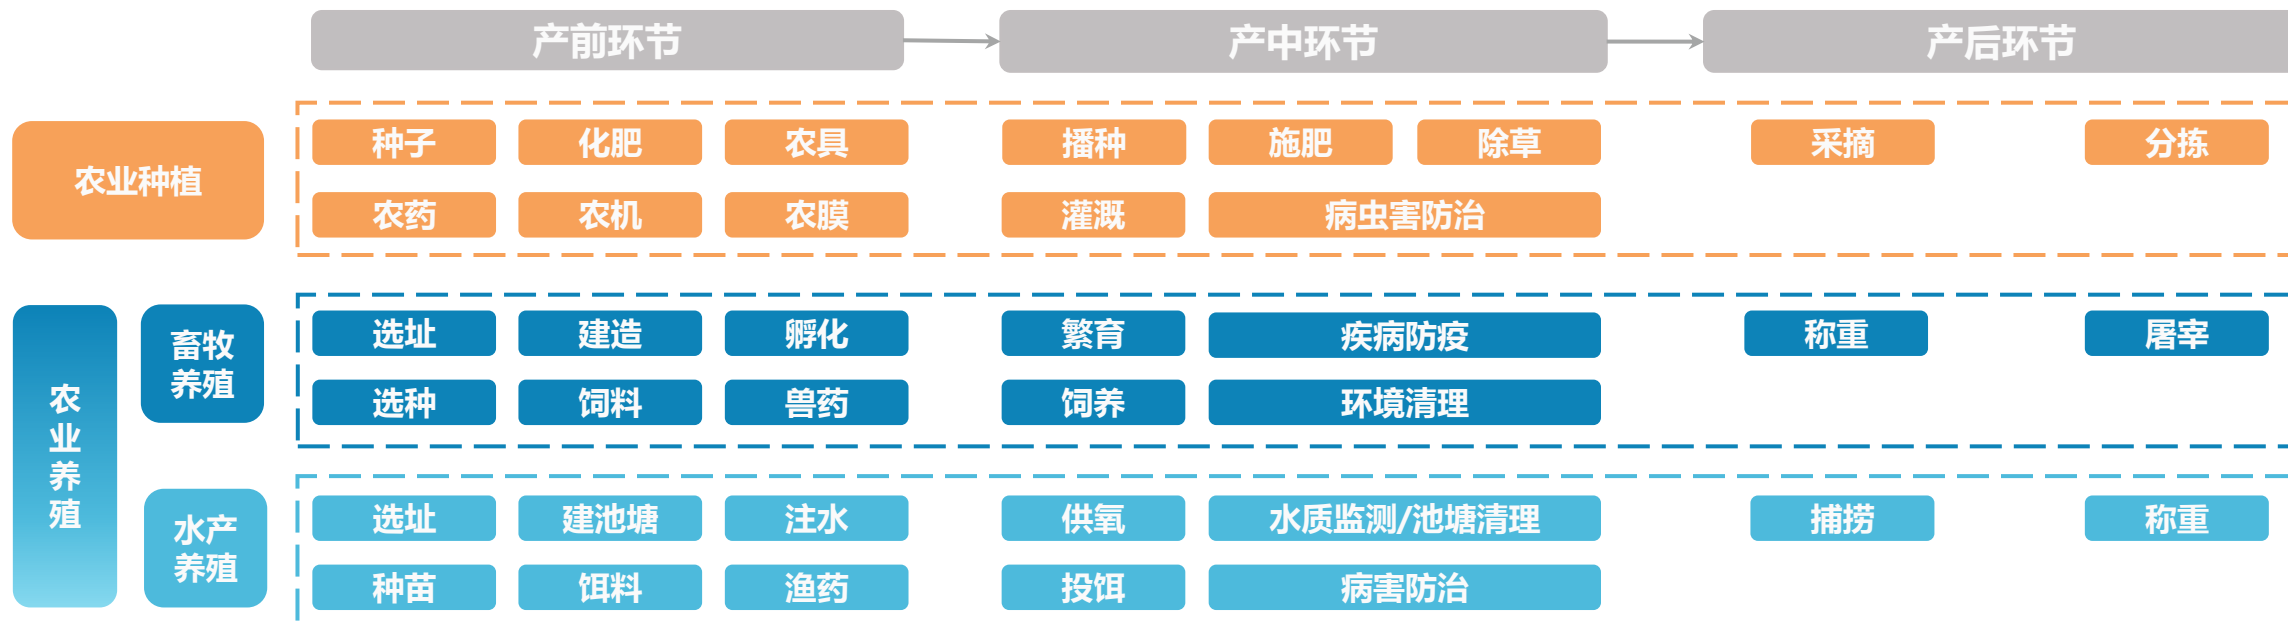 产前环节 产中环节 产后环节
农业种植
种子 化肥 农具 播种 施肥 除草 采摘 分拣
农药 农机 农膜 灌溉 病虫害防治
农业养殖
畜牧
养殖
选址 建造 孵化 繁育 疾病防疫 称重 屠宰
选种 饲料 兽药 饲养 环境清理
水产
养殖
选址 建池塘 注水 供氧 水质监测/池塘清理 捕捞 称重
种苗 饵料 渔药 投饵 病害防治